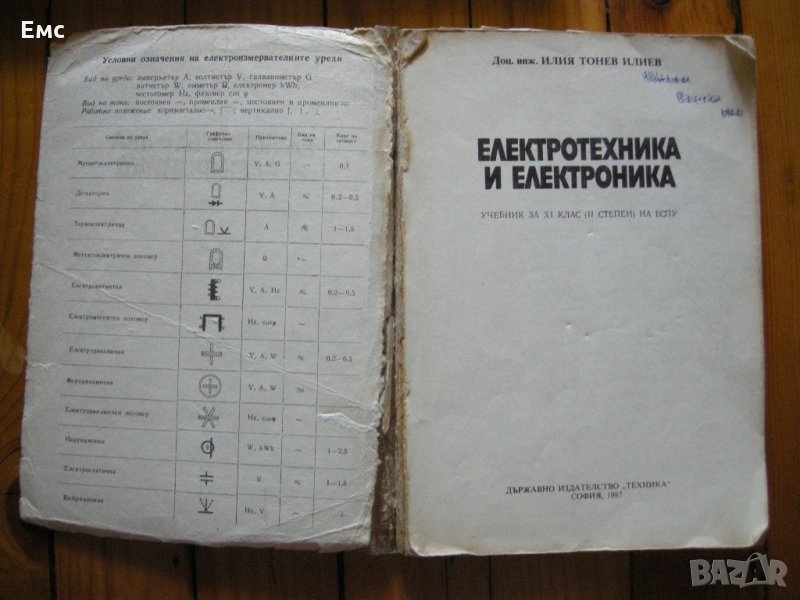 Емс
Условни означения на електроизмервателните уреди
Вид на уреда: амперметър A, волтметър V, галванометър G
ватметър W, омметър Ω, електромер kWh,
честотомер Hz, фазомер cos φ
Вид на тока: постоянен —, променлив ~, постоянен и променлив
Работно положение: хоризонтално →, вертикално ↑, ⊥
Система на уреда Графично означение Приложение Вид на тока Клас на точност
Магнитоелектрична V, A, G 0,1
Детекторна V, A 0,2—0,5
Термоелектрична A 1—1,5
Магнитоелектричен логомер Ω
Електромагнитна V, A, Hz 0,2—0,5
Електромагнитен логомер Hz, cosφ ~
Електродинамична V, A, W 0,2—0,5
Феродинамична V, A, W
Електродинамичен логомер Hz, cosφ ~
Индукционна W, kWh ~ 1—2,5
Електростатична V 1—1,5
Вибрационна Hz, V ~
Доц. инж. ИЛИЯ ТОНЕВ ИЛИЕВ
ЕЛЕКТРОТЕХНИКА
И ЕЛЕКТРОНИКА
УЧЕБНИК ЗА XI КЛАС (II СТЕПЕН) НА ЕСПУ
ДЪРЖАВНО ИЗДАТЕЛСТВО „ТЕХНИКА"
СОФИЯ, 1987
BAZAR